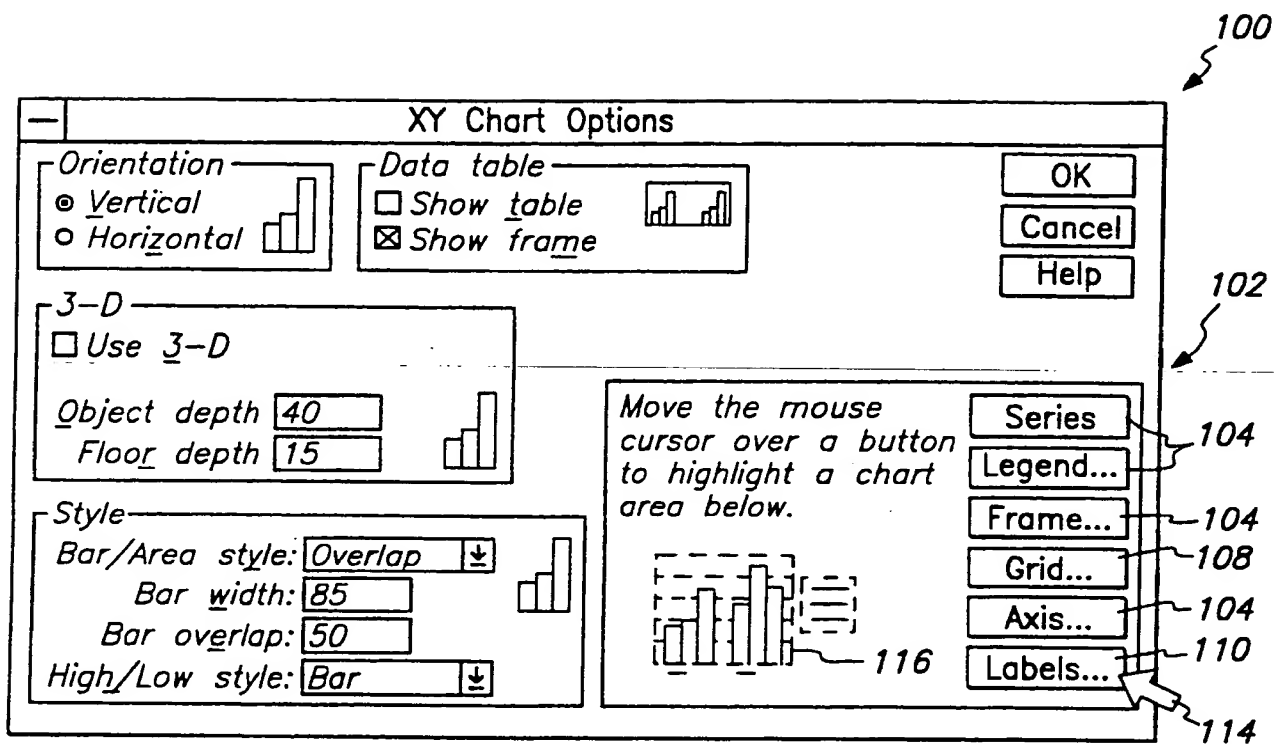 100
XY Chart Options
Orientation
Vertical
Horizontal
Data table
Show table
Show frame
OK
Cancel
Help
102
3-D
Use 3-D
Object depth 40
Floor depth 15
Style
Bar/Area style: Overlap
Bar width: 85
Bar overlap: 50
High/Low style: Bar
Move the mouse
cursor over a button
to highlight a chart
area below.
116
Series
104
Legend...
Frame... 104
Grid... 108
Axis... 104
Labels... 110
114